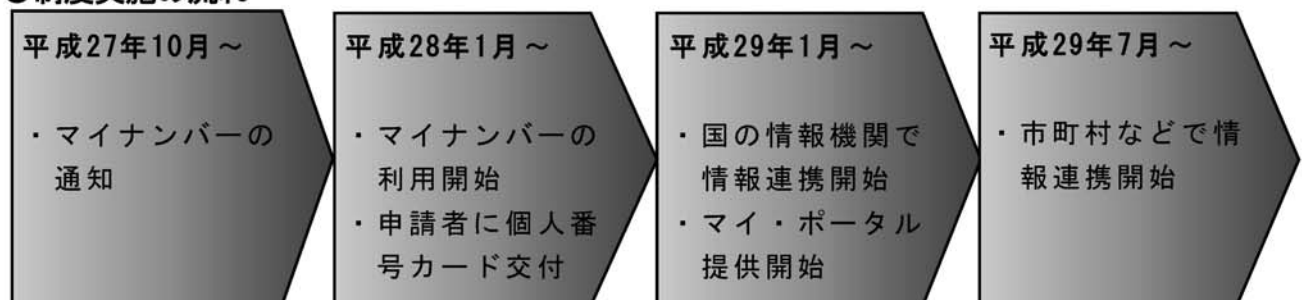 平成27年10月～
・マイナンバーの
通知
平成28年1月～
・マイナンバーの
利用開始
・申請者に個人番
号カード交付
平成29年1月～
・国の情報機関で
情報連携開始
・マイ・ポータル
提供開始
平成29年7月～
・市町村などで情
報連携開始